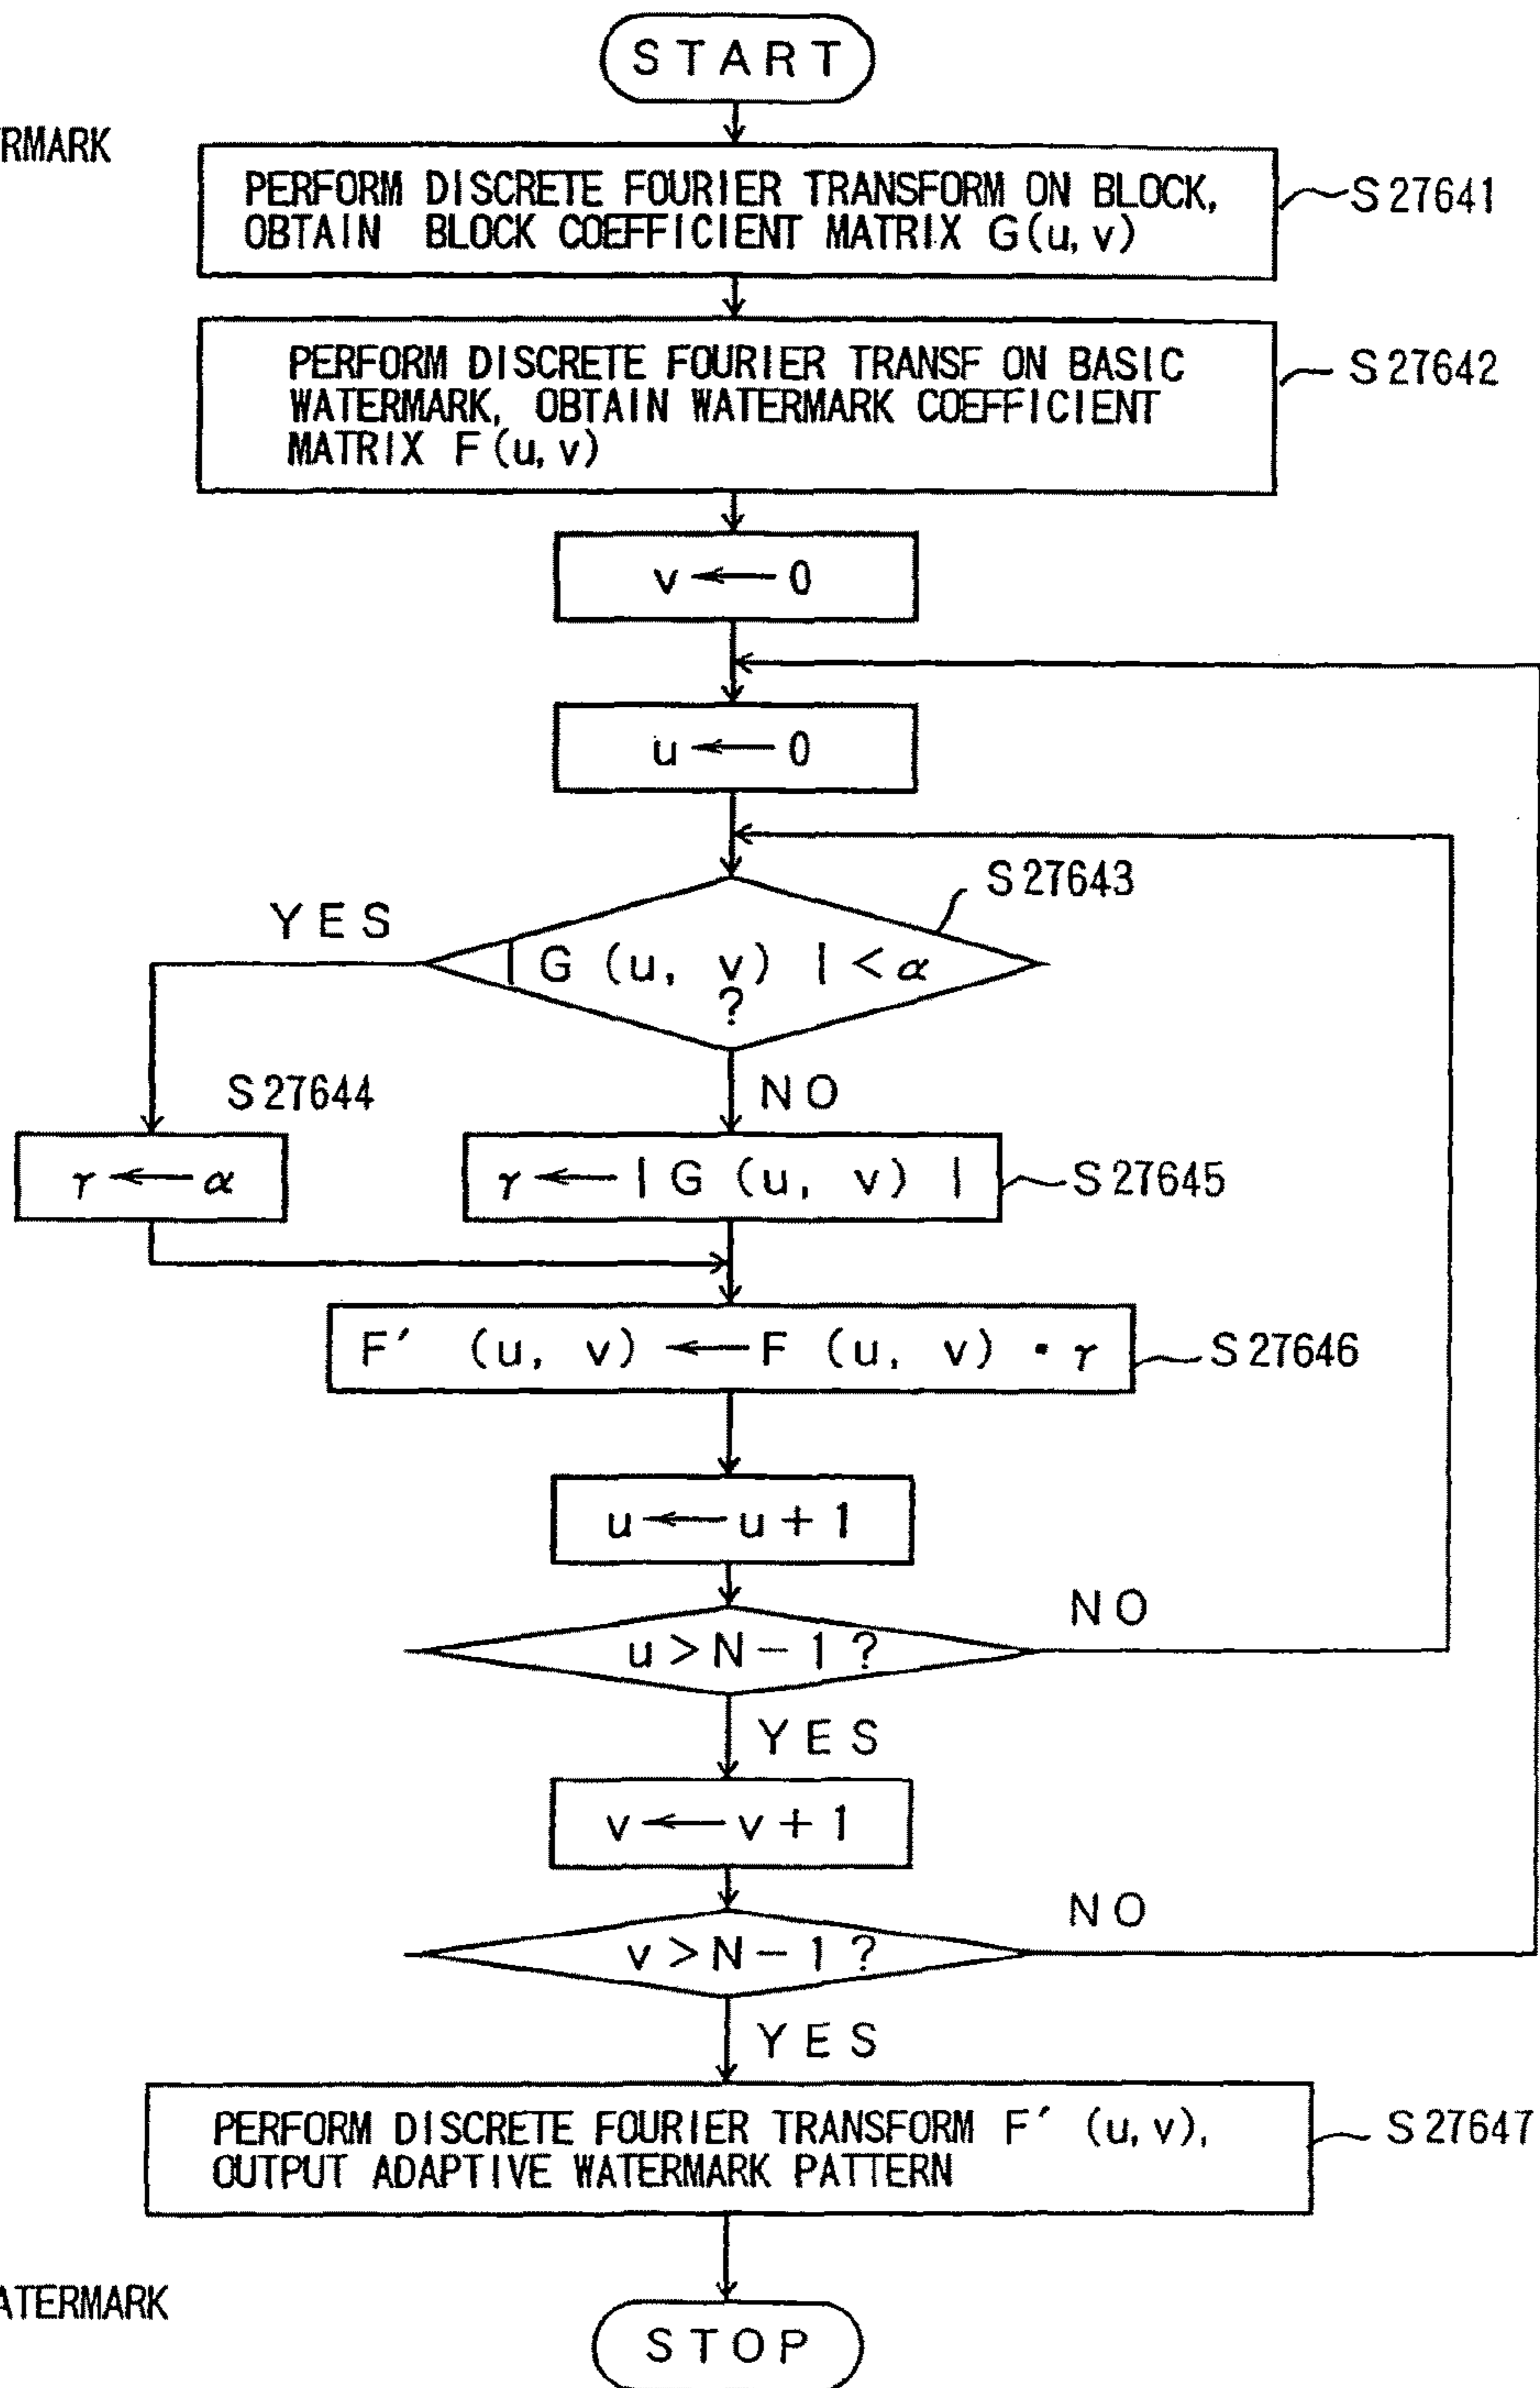 START
RMARK
PERFORM DISCRETE FOURIER TRANSFORM ON BLOCK,
OBTAIN BLOCK COEFFICIENT MATRIX G(u,v)
S27641
PERFORM DISCRETE FOURIER TRANSF ON BASIC
WATERMARK, OBTAIN WATERMARK COEFFICIENT
MATRIX F(u,v)
S27642
v ← 0
u ← 0
S27643
YES
| G (u, v) | < α
?
NO
S27644
γ ← α
γ ← | G (u, v) |
S27645
F′ (u, v) ← F (u, v) · γ
S27646
u ← u + 1
NO
u > N − 1 ?
YES
v ← v + 1
NO
v > N − 1 ?
YES
PERFORM DISCRETE FOURIER TRANSFORM F′ (u,v),
OUTPUT ADAPTIVE WATERMARK PATTERN
S27647
ATERMARK
STOP